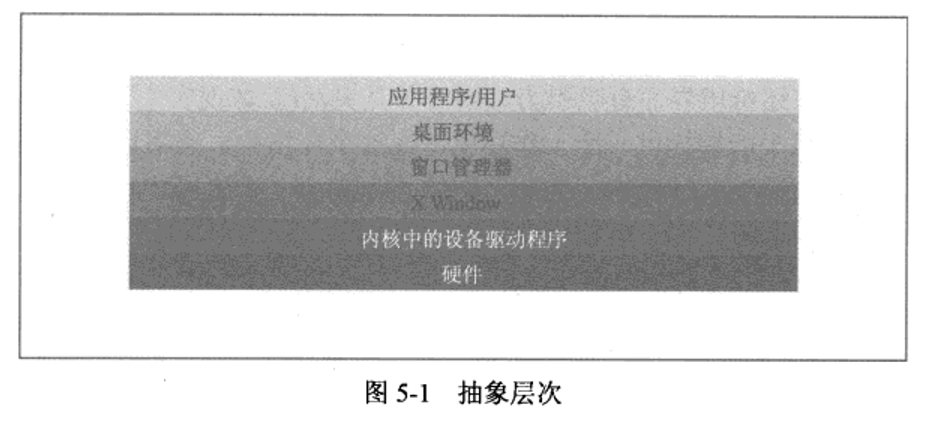 应用程序/用户
桌面环境
窗口管理器
X Window
内核中的设备驱动程序
硬件
图 5-1 抽象层次